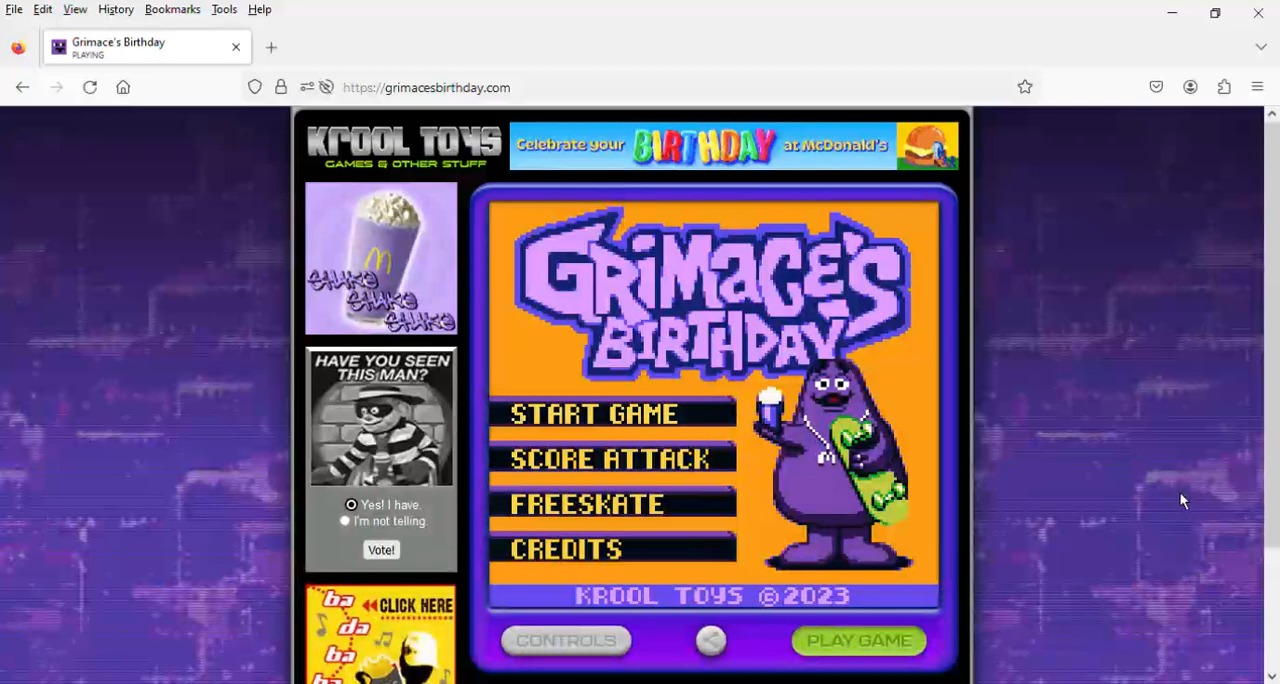 File Edit View History Bookmarks Tools Help
Grimace's Birthday
PLAYING
https://grimacesbirthday.com
KROOL TOYS
GAMES & OTHER STUFF
Celebrate your BIRTHDAY at McDonald's
SHAKE
SHAKE
SHAKE
HAVE YOU SEEN
THIS MAN?
Yes! I have.
I'm not telling.
Vote!
ba
da
ba
ba
CLICK HERE
GRiMaCE'S
BiRTHDAY
START GAME
SCORE ATTACK
FREESKATE
CREDITS
KROOL TOYS ©2023
CONTROLS
PLAY GAME